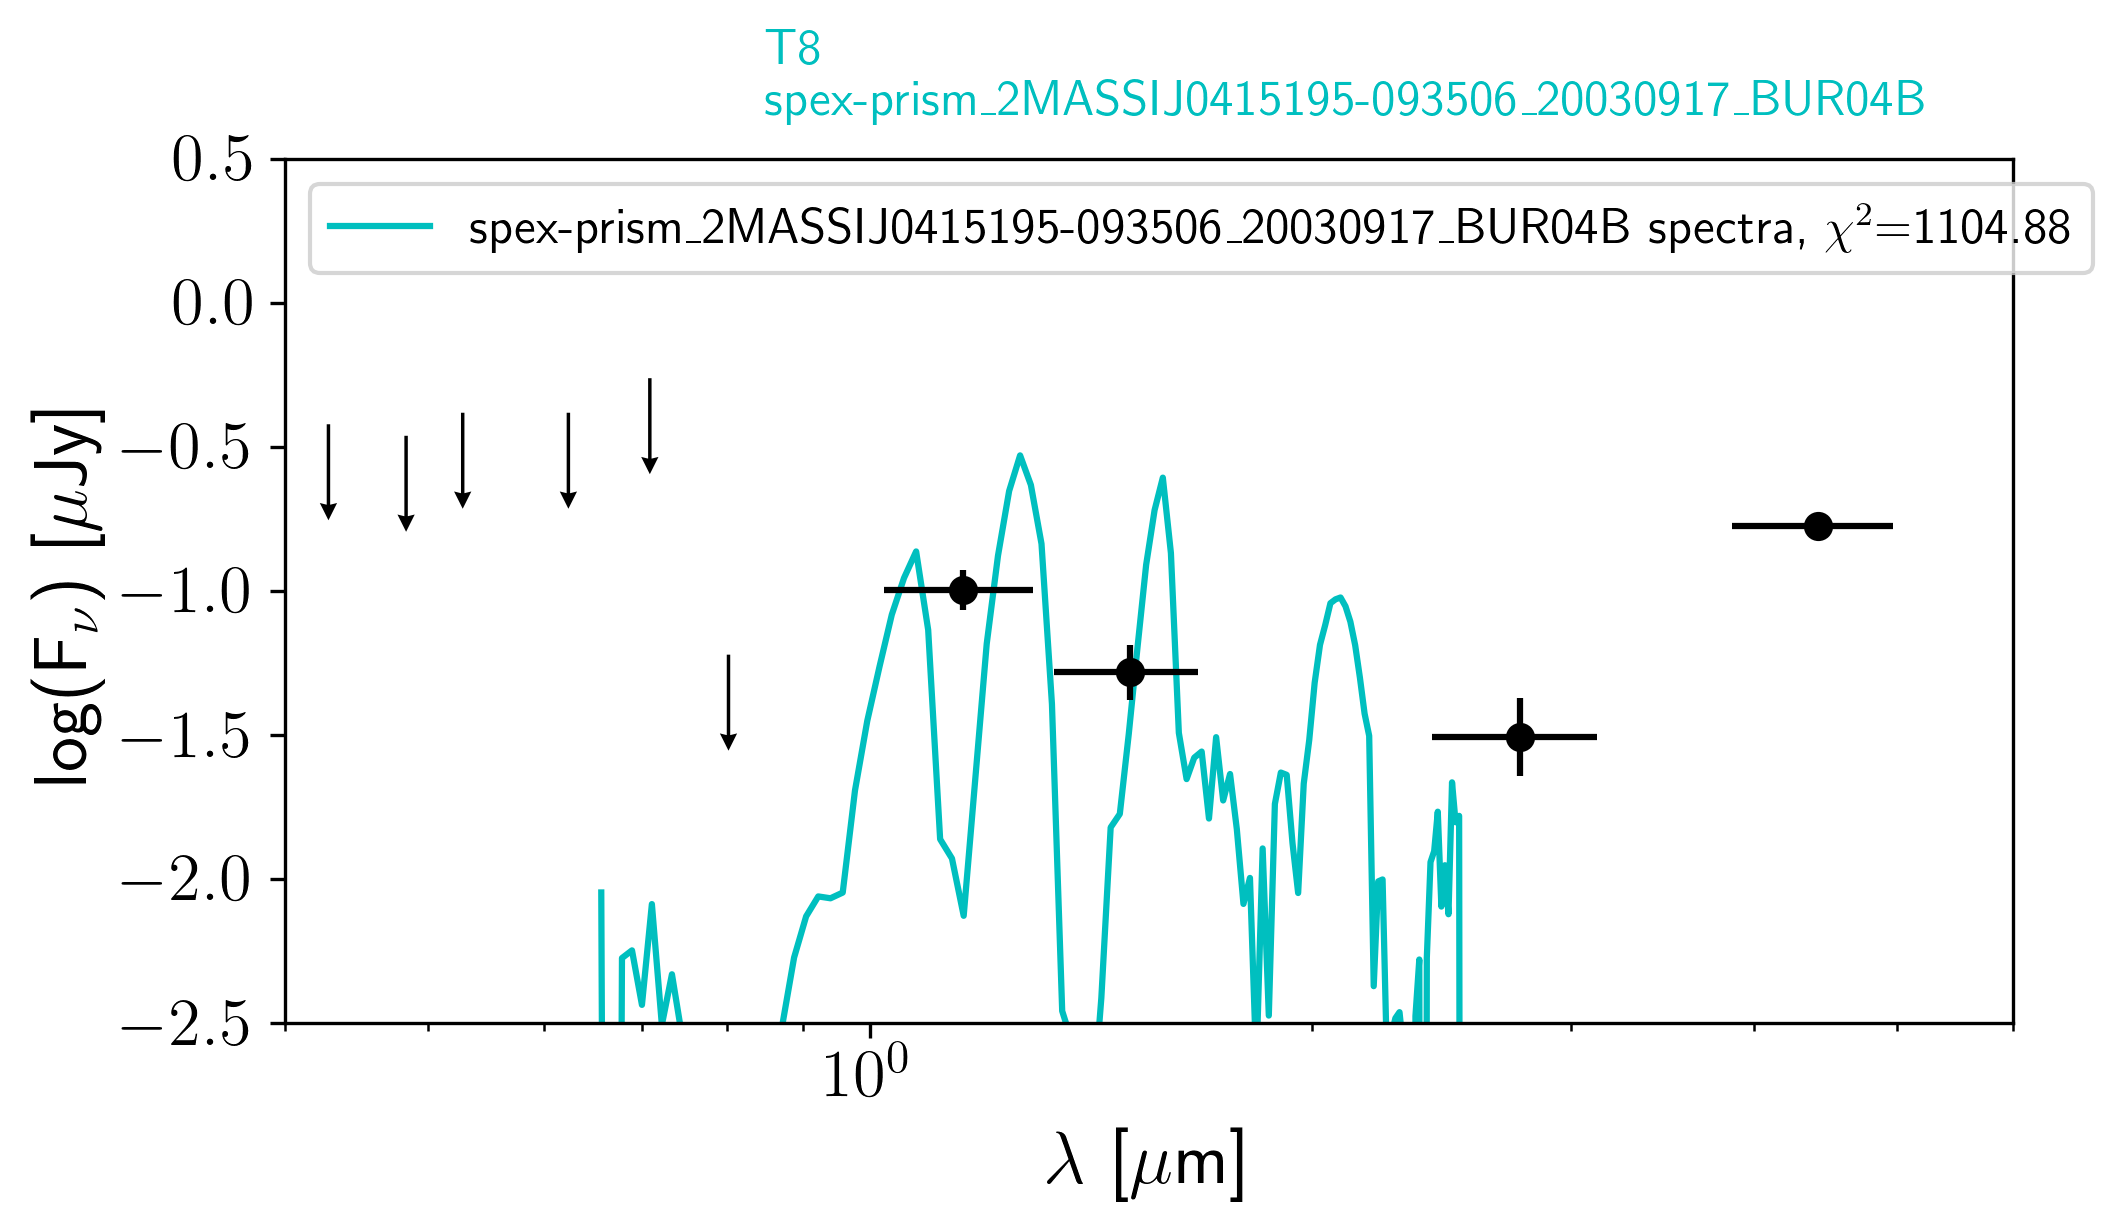 T8
spex-prism_2MASSIJ0415195-093506_20030917_BUR04B
spex-prism_2MASSIJ0415195-093506_20030917_BUR04B spectra, χ²=1104.88
0.5
0.0
−0.5
−1.0
−1.5
−2.0
−2.5
log(Fν) [μJy]
10⁰
λ [μm]